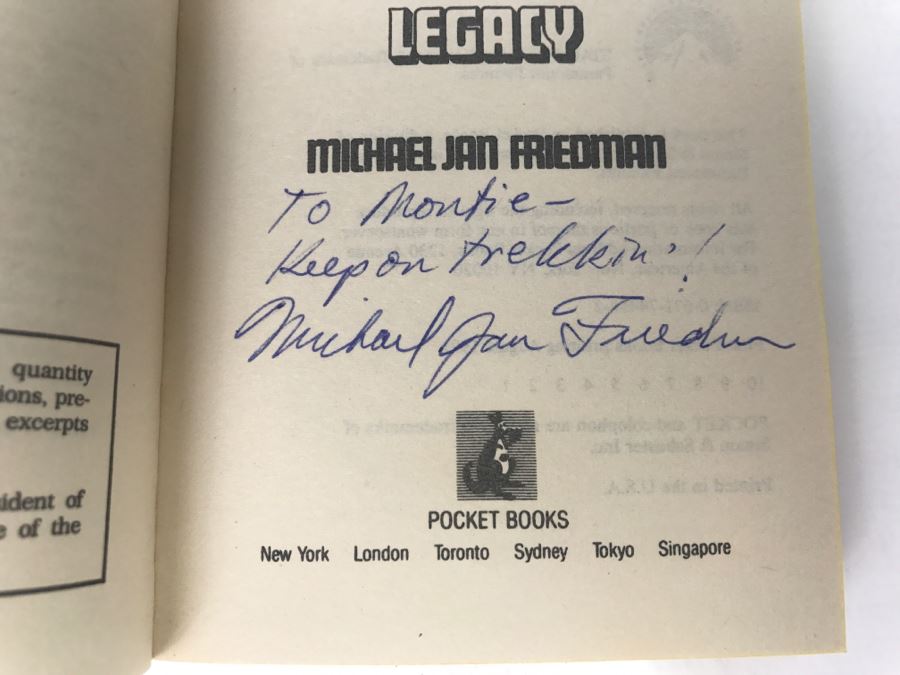 LEGACY
MICHAEL JAN FRIEDMAN
To Montie -
Keep on trekkin'!
Michael Jan Friedman
POCKET BOOKS
New York London Toronto Sydney Tokyo Singapore
quantity
ions, pre-
excerpts
ident of
e of the